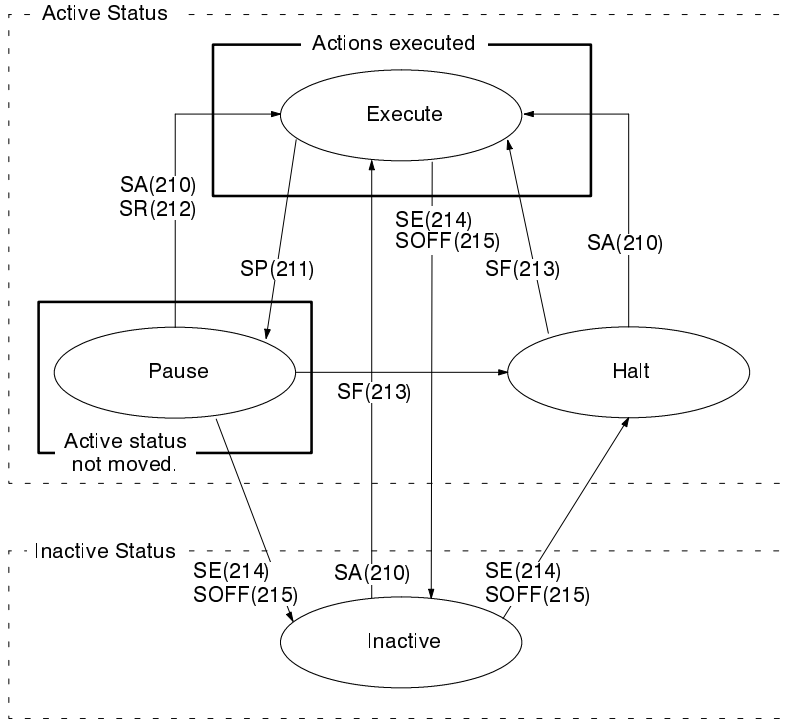 Active Status
Actions executed
Execute
SA(210)
SR(212)
SE(214)
SOFF(215)
SA(210)
SP(211)
SF(213)
Pause
Halt
SF(213)
Active status
not moved.
Inactive Status
SE(214)
SOFF(215)
SA(210)
SE(214)
SOFF(215)
Inactive